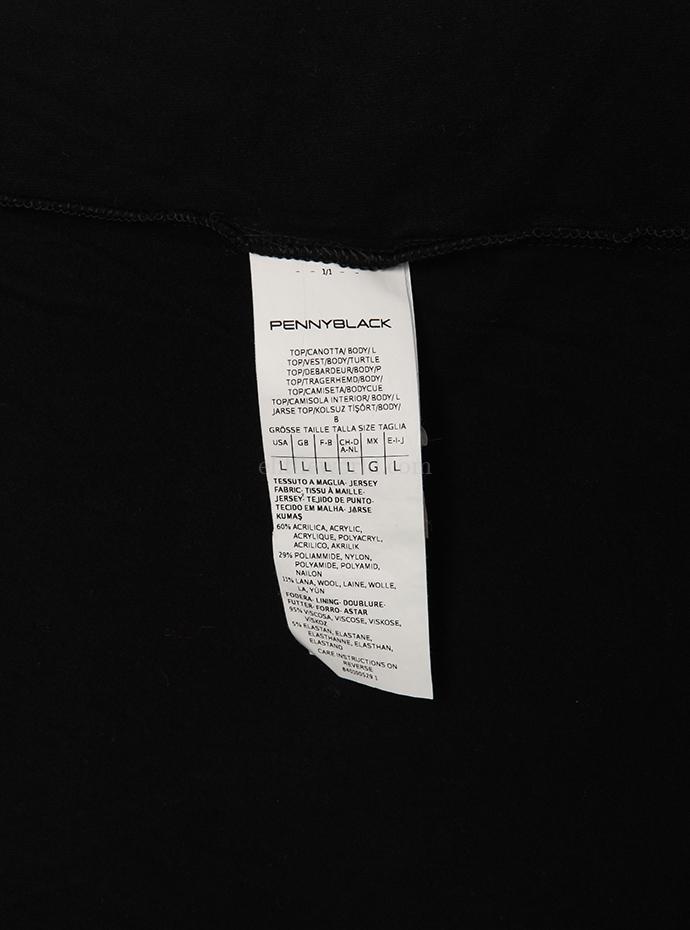 - - 1/1 - -
PENNYBLACK
TOP/CANOTTA/ BODY/ L
TOP/VEST/BODY/TURTLE
TOP/DEBARDEUR/BODY/P
TOP/TRAGERHEMD/BODY/
TOP/CAMISETA/BODYCUE
TOP/CAMISOLA INTERIOR/ BODY/ L
JARSE TOP/KOLSUZ TİŞÖRT/BODY/
B
GRÖSSE TAILLE TALLA SIZE TAGLIA
USA GB F-B CH-D A-NL MX E-I-J
L L L L G L
TESSUTO A MAGLIA- JERSEY
FABRIC- TISSU À MAILLE-
JERSEY- TEJIDO DE PUNTO-
TECIDO EM MALHA- JARSE
KUMAŞ
60% ACRILICA, ACRYLIC,
ACRYLIQUE, POLYACRYL,
ACRILICO, AKRILIK
29% POLIAMMIDE, NYLON,
POLYAMIDE, POLYAMID,
NAILON
11% LANA, WOOL, LAINE, WOLLE,
LA, YÜN
FODERA- LINING- DOUBLURE-
FUTTER- FORRO- ASTAR
95% VISCOSA, VISCOSE, VISKOSE,
VISKOZ
5% ELASTAN, ELASTANE,
ELASTHANNE, ELASTHAN,
ELASTAND
CARE INSTRUCTIONS ON
REVERSE